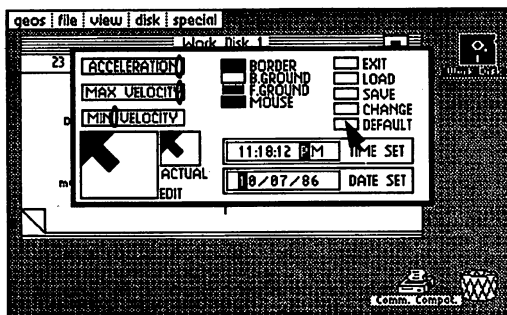 geos file view disk special
Work Disk 1
23
ACCELERATION
MAX VELOCITY
MIN VELOCITY
BORDER
B.GROUND
F.GROUND
MOUSE
EXIT
LOAD
SAVE
CHANGE
DEFAULT
ACTUAL
EDIT
11:18:12 PM TIME SET
10/07/86 DATE SET
Work Disk
Comm. Compat.